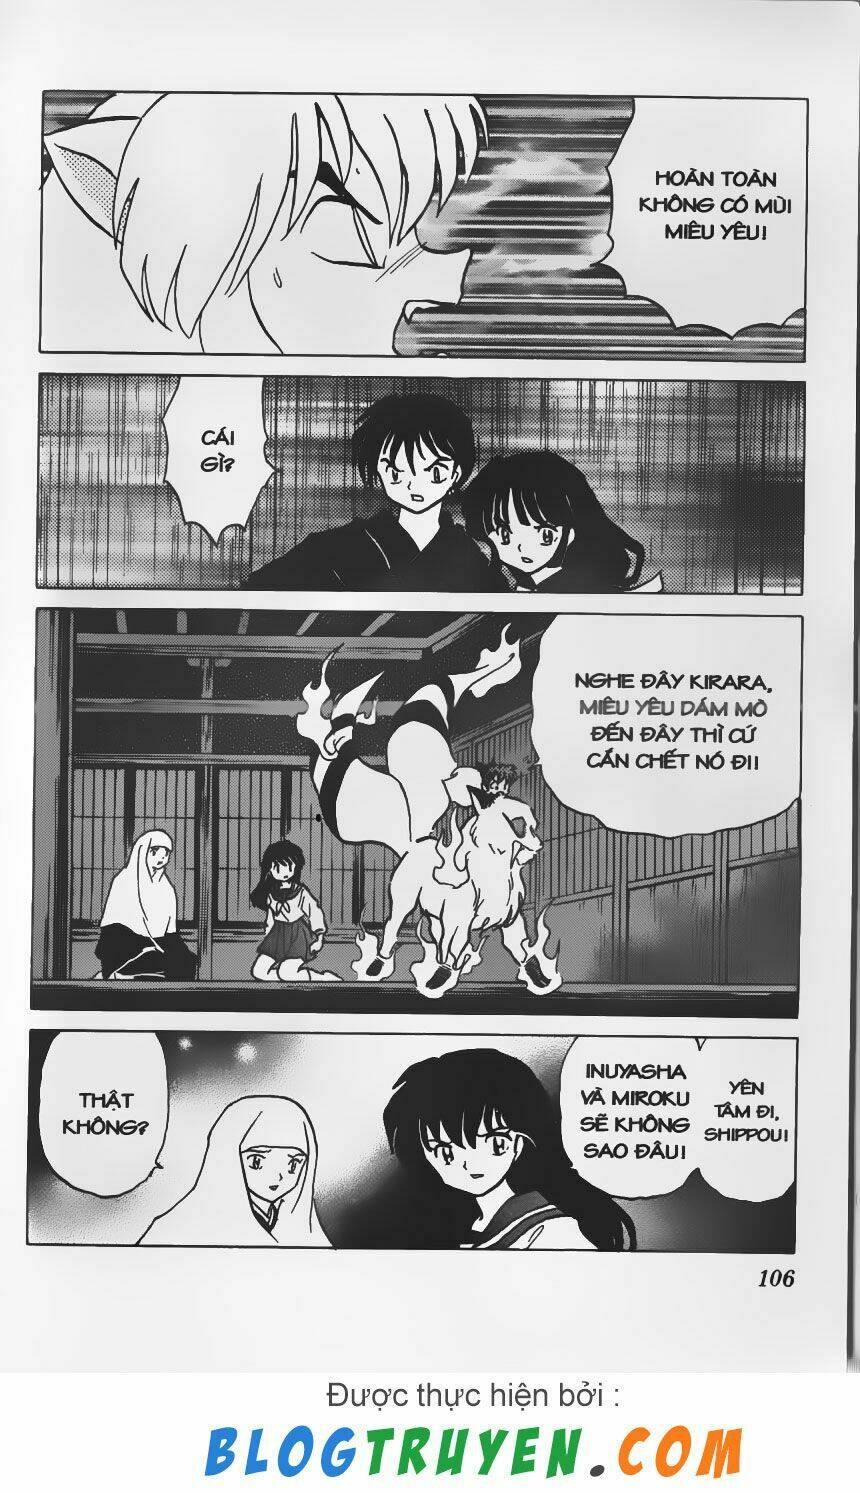 HOÀN TOÀN
KHÔNG CÓ MÙI
MIÊU YÊU!
CÁI
GÌ?
NGHE ĐÂY KIRARA,
MIÊU YÊU DÁM MÒ
ĐẾN ĐÂY THÌ CỨ
CẮN CHẾT NÓ ĐI!
THẬT
KHÔNG?
INUYASHA
VÀ MIROKU
SẼ KHÔNG
SAO ĐÂU!
YÊN
TÂM ĐI,
SHIPPOU!
106
Được thực hiện bởi :
BLOGTRUYEN.COM